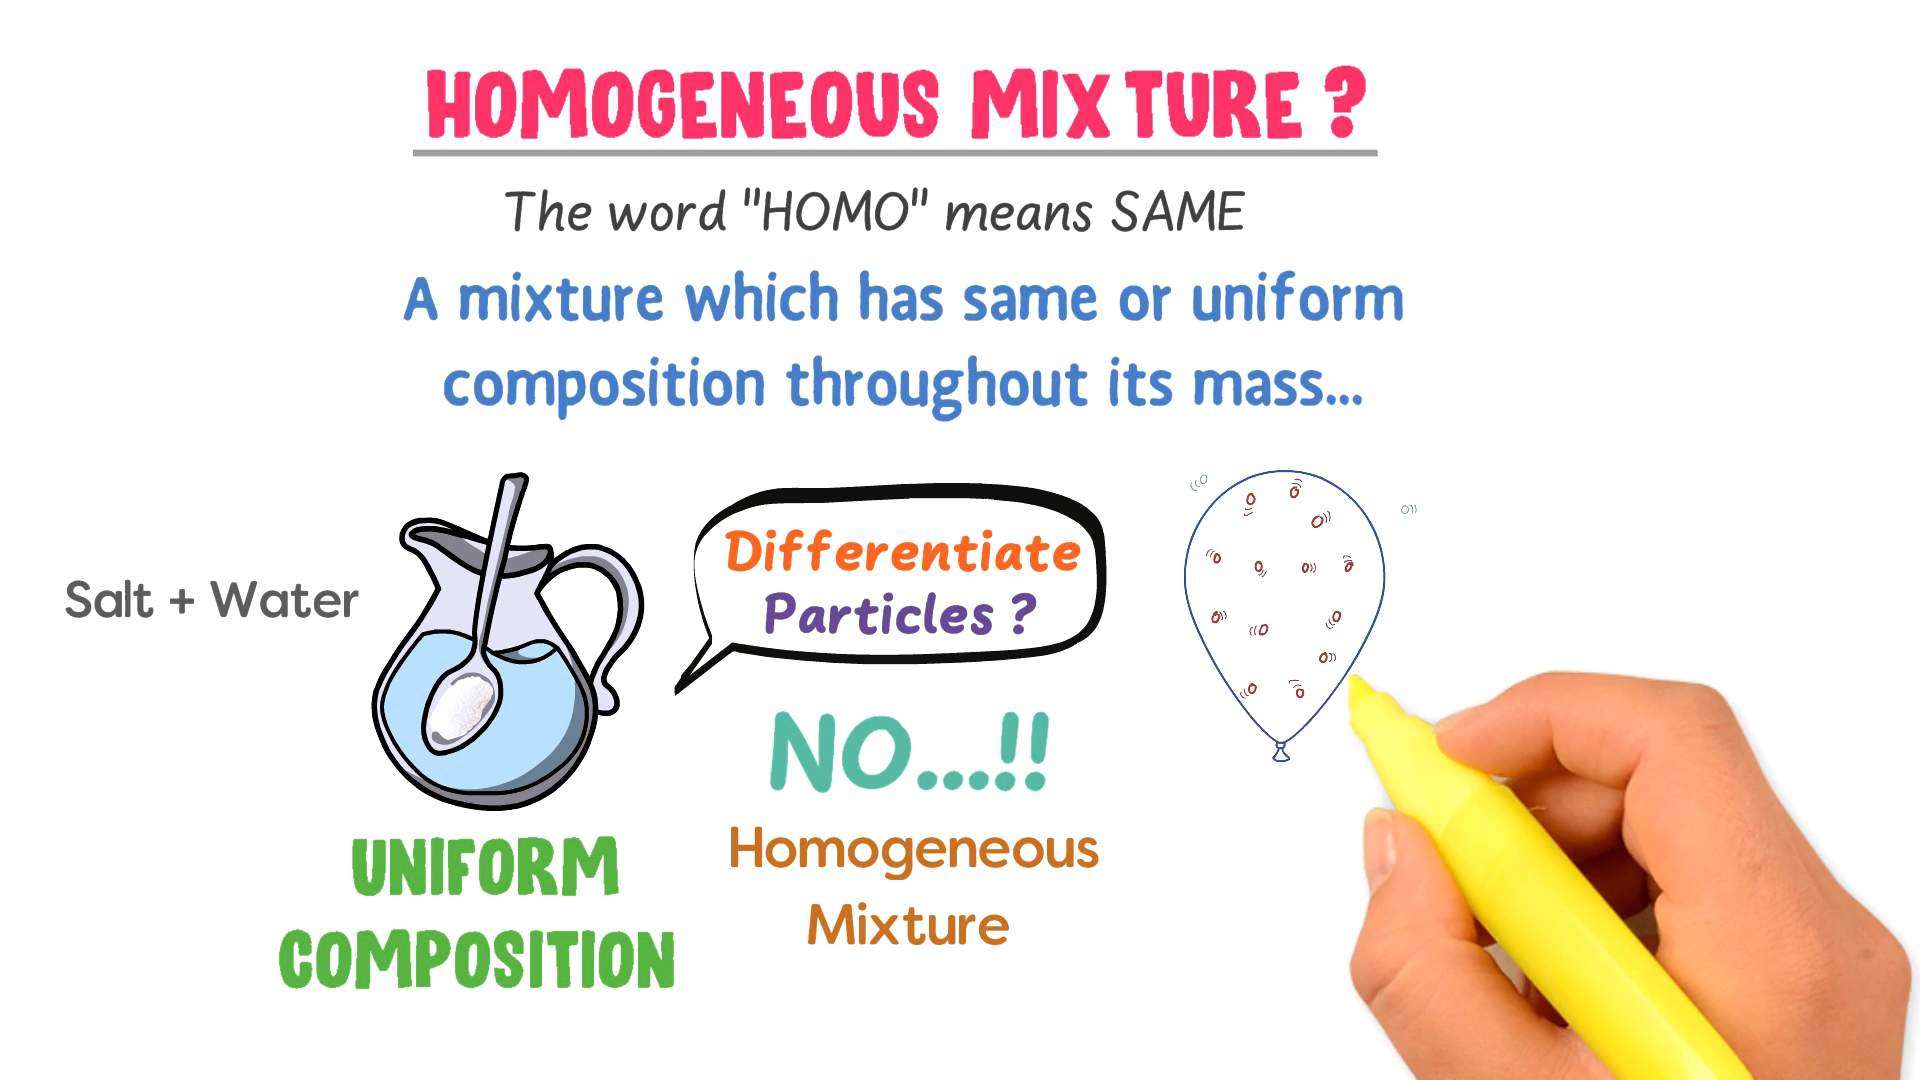 HOMOGENEOUS MIXTURE ?
The word "HOMO" means SAME
A mixture which has same or uniform
composition throughout its mass...
Salt + Water
Differentiate
Particles ?
NO...!!
Homogeneous
Mixture
UNIFORM
COMPOSITION